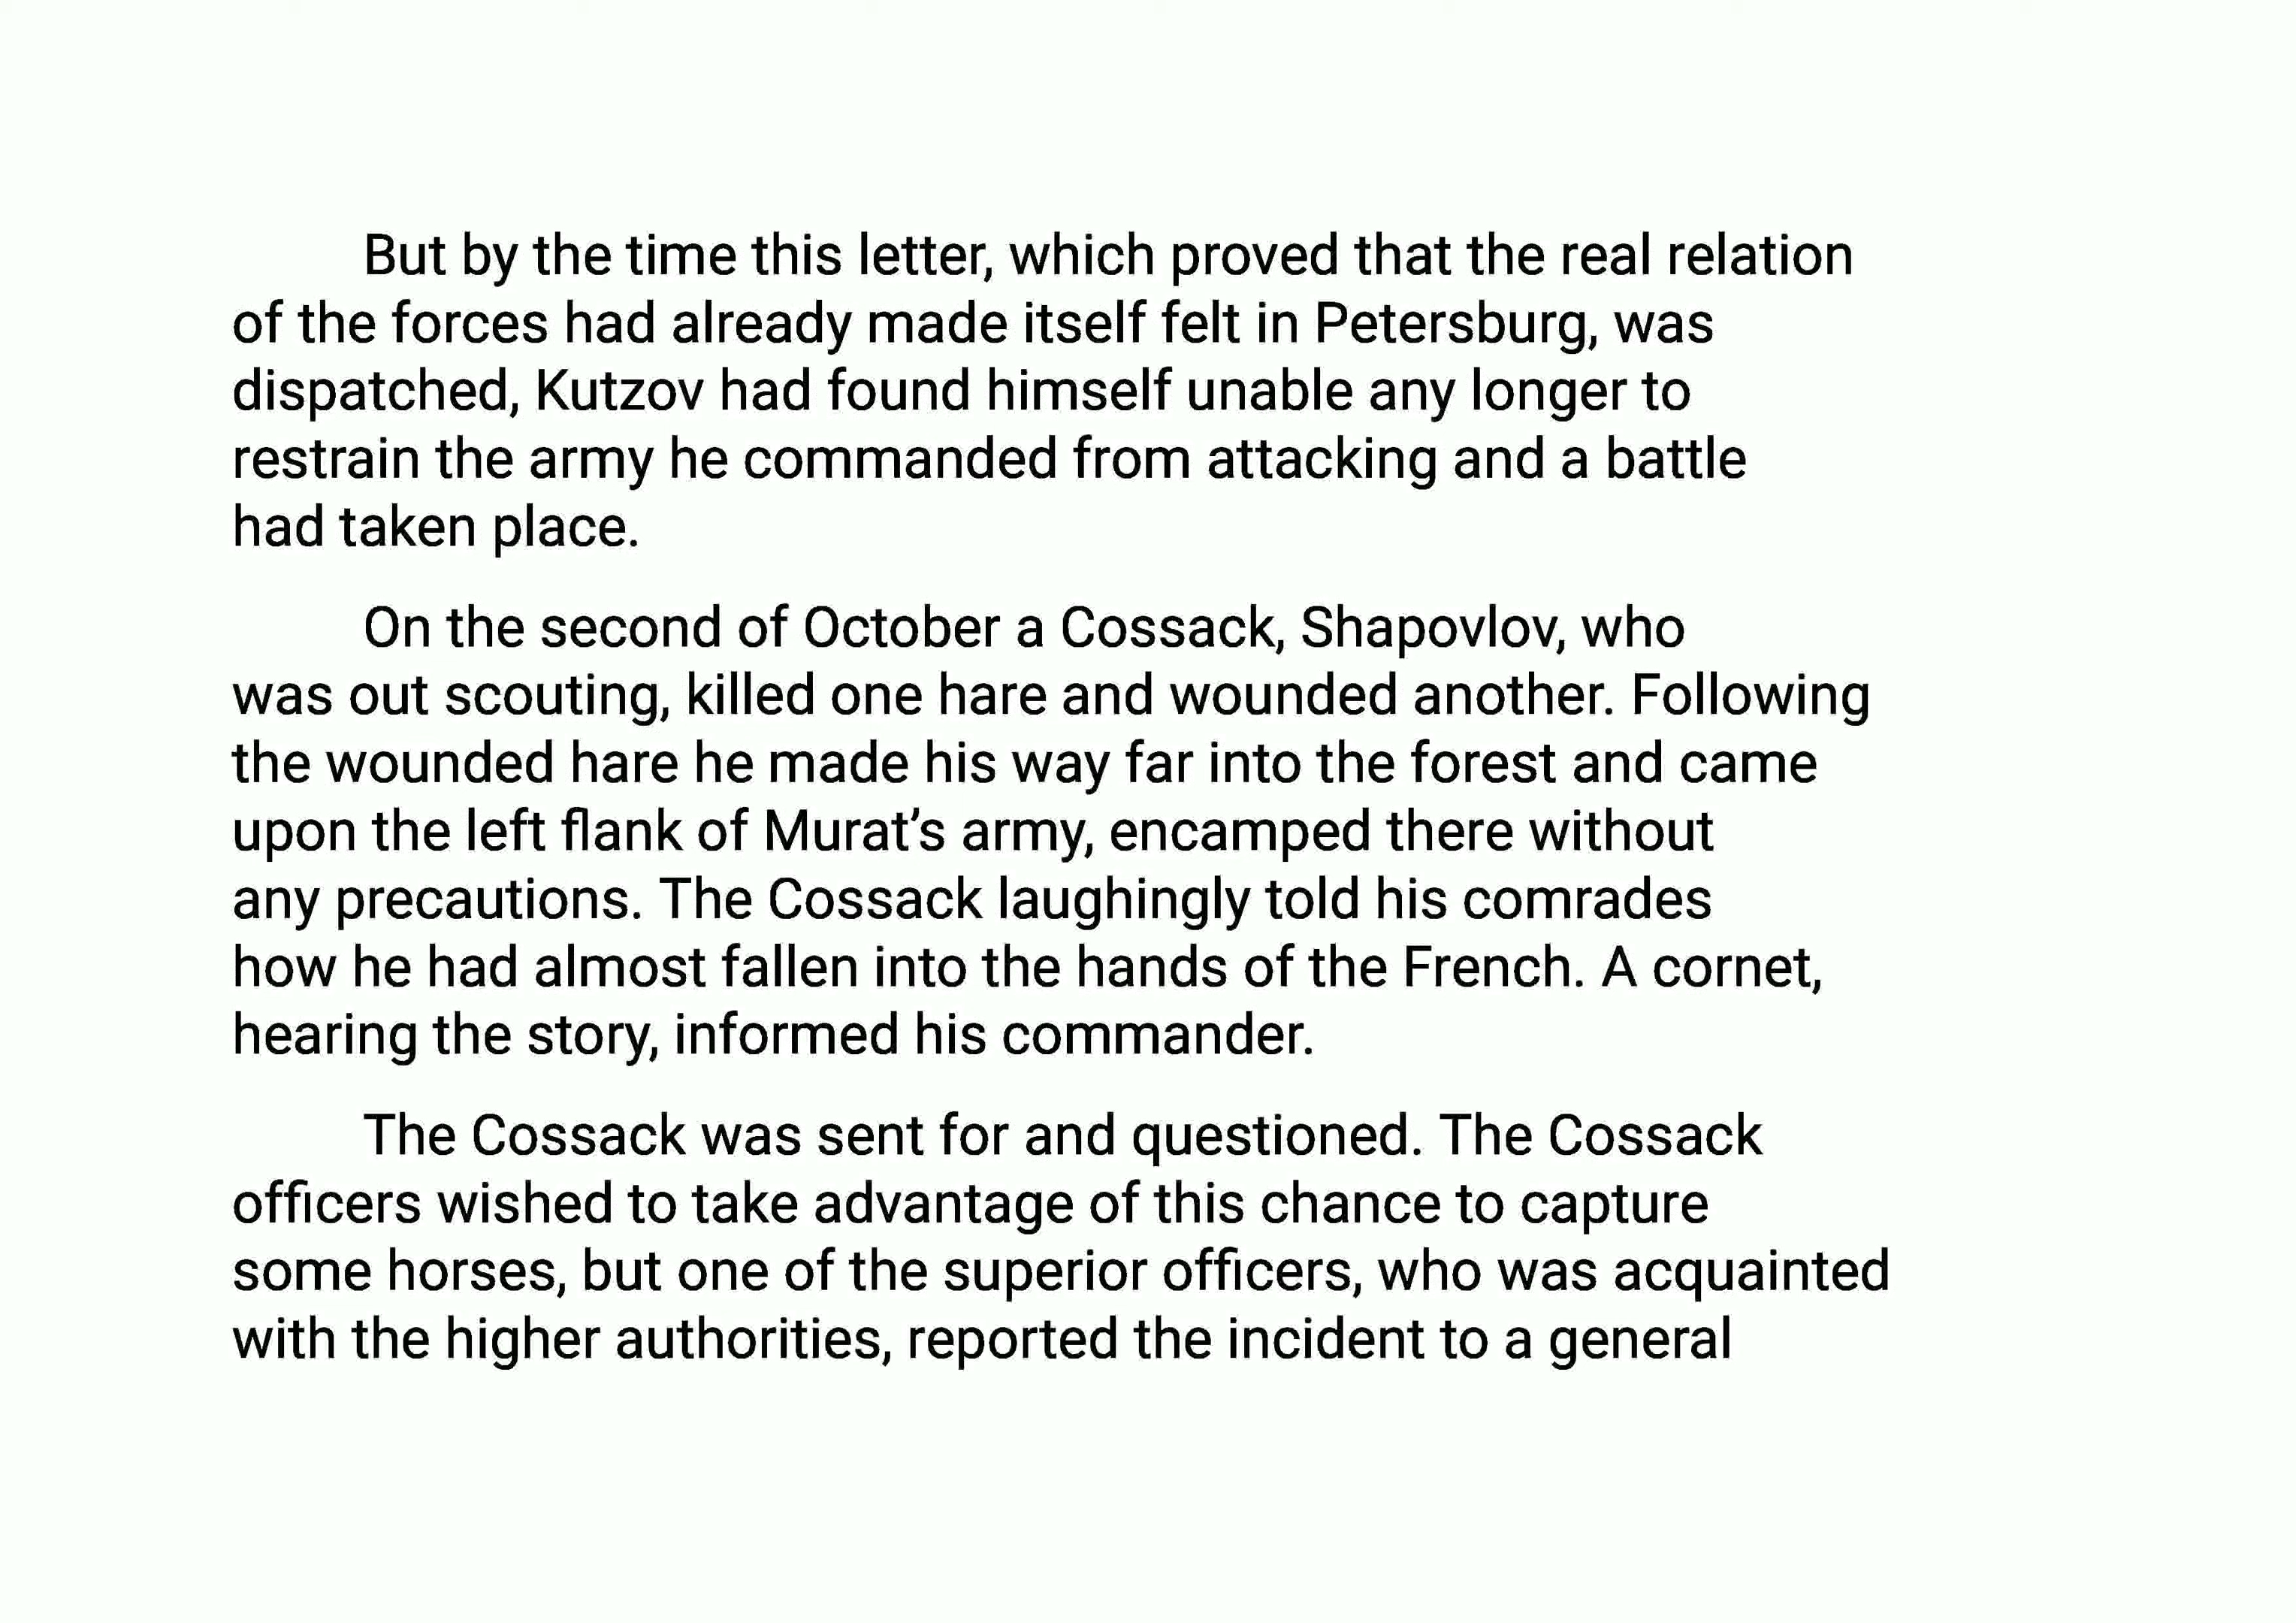 But by the time this letter, which proved that the real relation
of the forces had already made itself felt in Petersburg, was
dispatched, Kutzov had found himself unable any longer to
restrain the army he commanded from attacking and a battle
had taken place.
On the second of October a Cossack, Shapovlov, who
was out scouting, killed one hare and wounded another. Following
the wounded hare he made his way far into the forest and came
upon the left flank of Murat’s army, encamped there without
any precautions. The Cossack laughingly told his comrades
how he had almost fallen into the hands of the French. A cornet,
hearing the story, informed his commander.
The Cossack was sent for and questioned. The Cossack
officers wished to take advantage of this chance to capture
some horses, but one of the superior officers, who was acquainted
with the higher authorities, reported the incident to a general